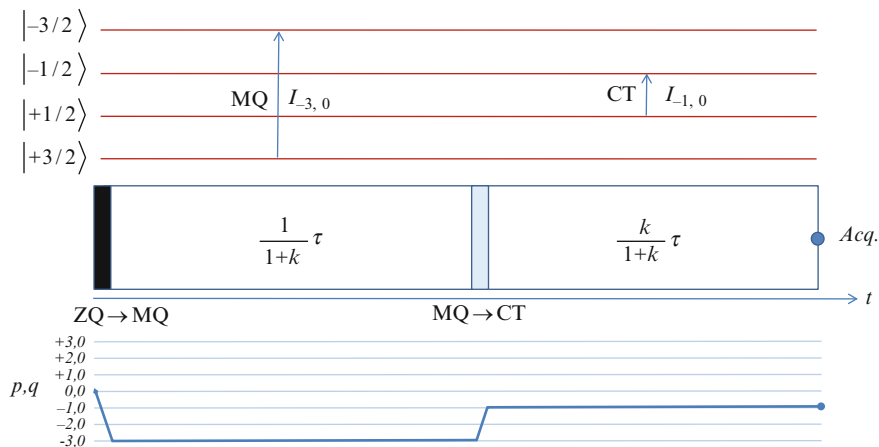 |–3/2⟩
|–1/2⟩
MQ I–3, 0
CT I–1, 0
|+1/2⟩
|+3/2⟩
1/1+k τ
k/1+k τ
Acq.
t
ZQ→MQ
MQ→CT
p,q
+3,0
+2,0
+1,0
0,0
–1,0
–2,0
-3,0